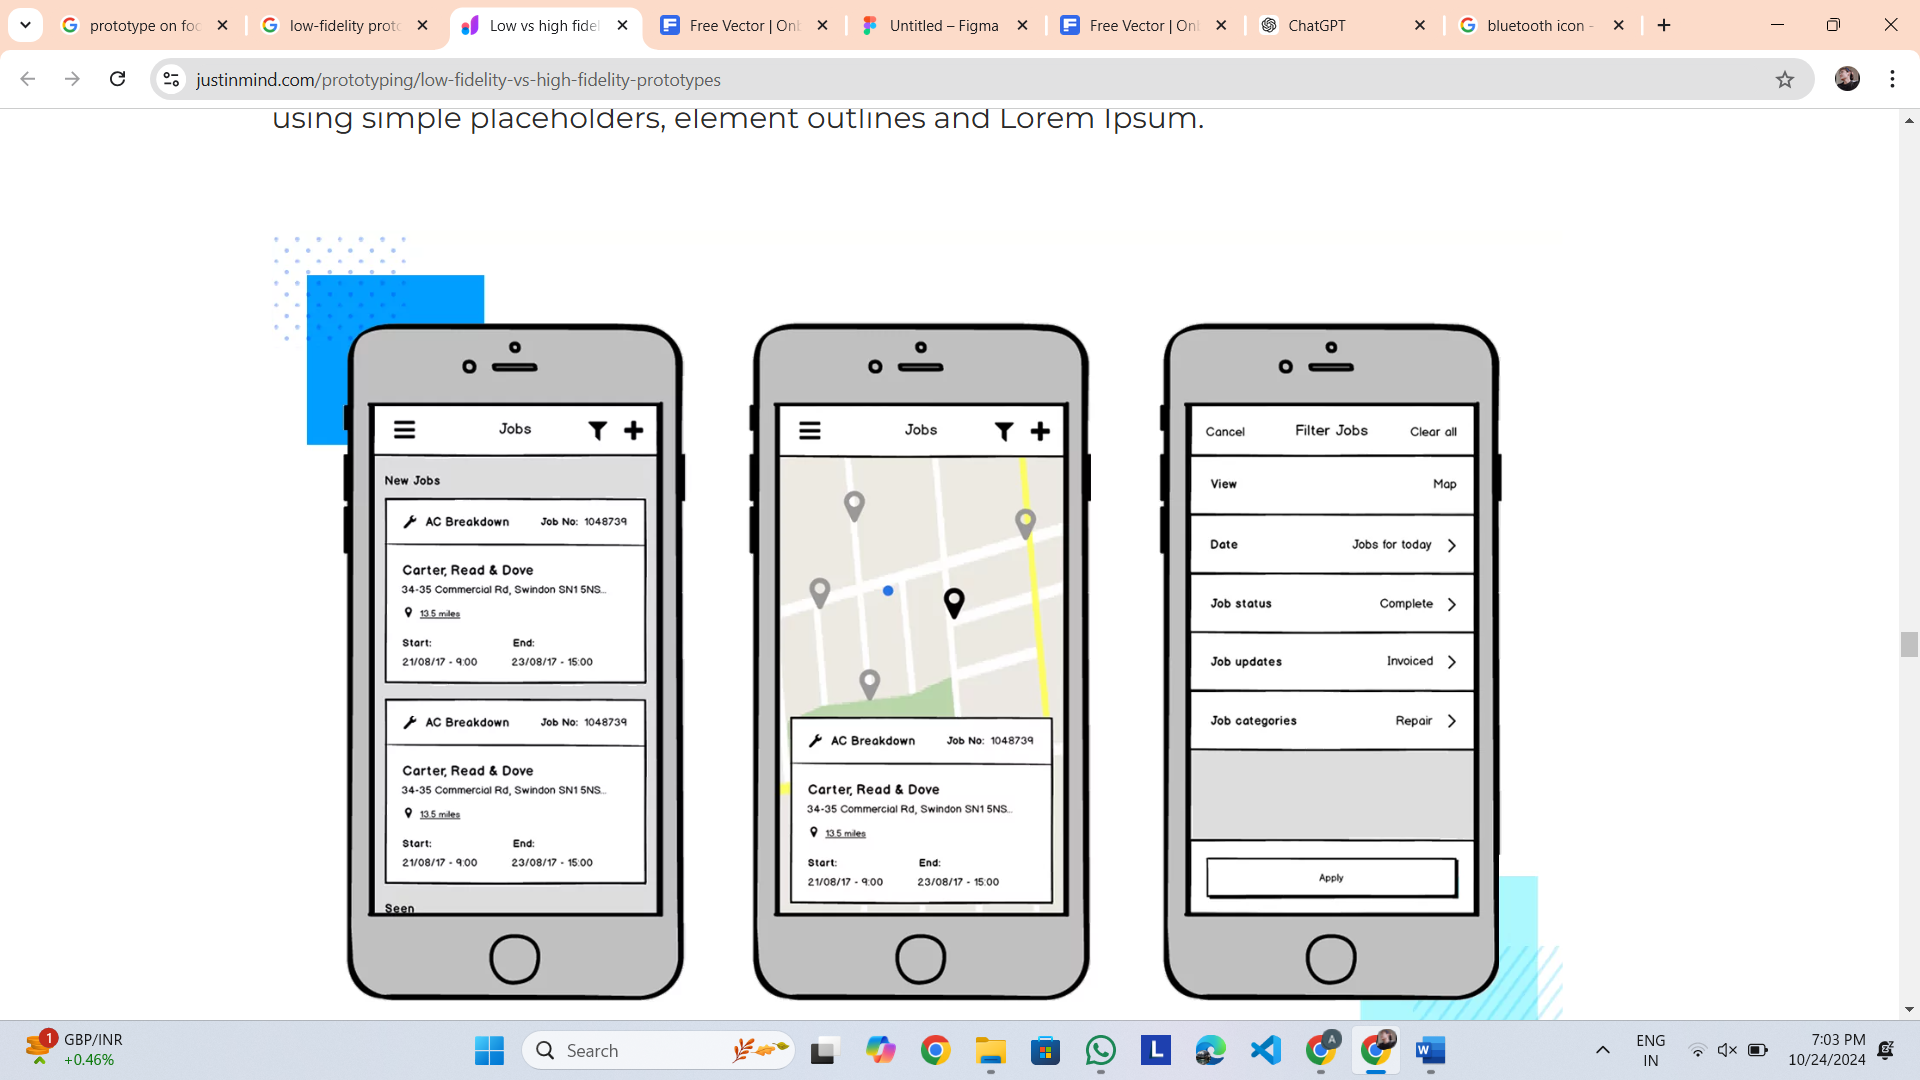 prototype on foo
low-fidelity proto
Low vs high fidel
Free Vector | Onb
Untitled – Figma
Free Vector | Onl
ChatGPT
bluetooth icon -
justinmind.com/prototyping/low-fidelity-vs-high-fidelity-prototypes
using simple placeholders, element outlines and Lorem Ipsum.
Jobs
New Jobs
AC Breakdown Job No: 1048739
Carter, Read & Dove
34-35 Commercial Rd, Swindon SN1 5NS...
13.5 miles
Start: End:
21/08/17 - 9:00 23/08/17 - 15:00
AC Breakdown Job No: 1048739
Carter, Read & Dove
34-35 Commercial Rd, Swindon SN1 5NS...
13.5 miles
Start: End:
21/08/17 - 9:00 23/08/17 - 15:00
Seen
Jobs
AC Breakdown Job No: 1048739
Carter, Read & Dove
34-35 Commercial Rd, Swindon SN1 5NS...
13.5 miles
Start: End:
21/08/17 - 9:00 23/08/17 - 15:00
Cancel Filter Jobs Clear all
View Map
Date Jobs for today
Job status Complete
Job updates Invoiced
Job categories Repair
Apply
1
GBP/INR
+0.46%
Search
L
A
W
ENG
IN
7:03 PM
10/24/2024